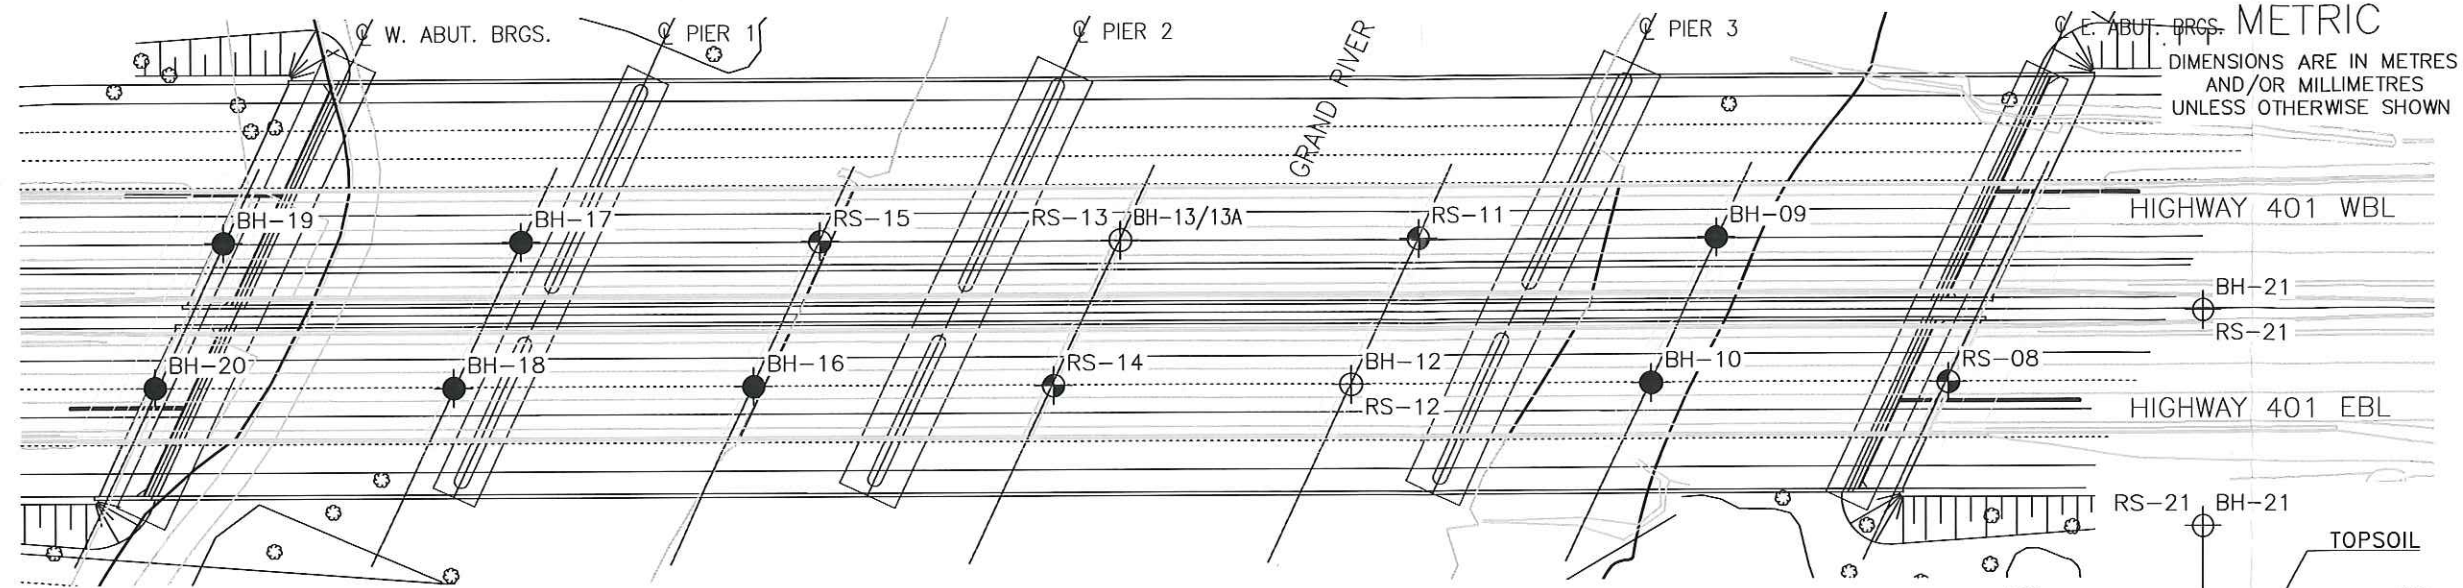 ℄ W. ABUT. BRGS.
℄ PIER 1
℄ PIER 2
GRAND RIVER
℄ PIER 3
℄ E. ABUT. BRGS.
METRIC
DIMENSIONS ARE IN METRES
AND/OR MILLIMETRES
UNLESS OTHERWISE SHOWN
BH-19
BH-17
RS-15
RS-13
BH-13/13A
RS-11
BH-09
HIGHWAY 401 WBL
BH-21
RS-21
BH-20
BH-18
BH-16
RS-14
BH-12
RS-12
BH-10
RS-08
HIGHWAY 401 EBL
RS-21
BH-21
TOPSOIL